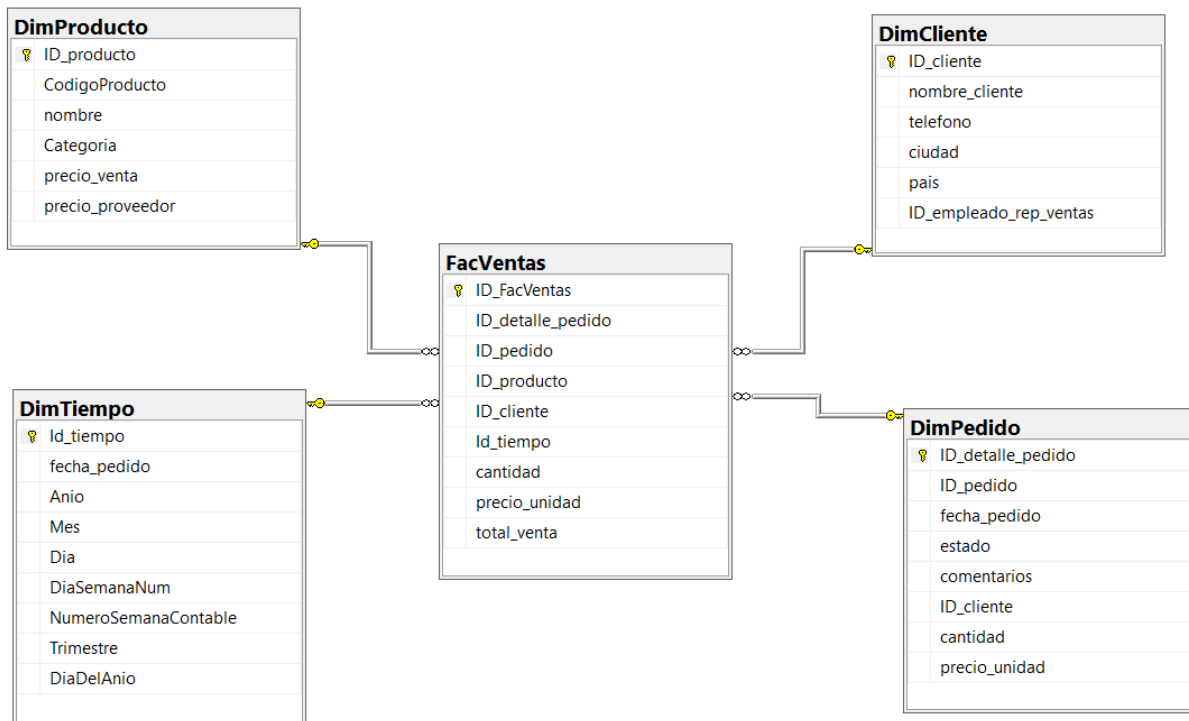 DimProducto
ID_producto
CodigoProducto
nombre
Categoria
precio_venta
precio_proveedor
DimCliente
ID_cliente
nombre_cliente
telefono
ciudad
pais
ID_empleado_rep_ventas
FacVentas
ID_FacVentas
ID_detalle_pedido
ID_pedido
ID_producto
ID_cliente
Id_tiempo
cantidad
precio_unidad
total_venta
DimTiempo
Id_tiempo
fecha_pedido
Anio
Mes
Dia
DiaSemanaNum
NumeroSemanaContable
Trimestre
DiaDelAnio
DimPedido
ID_detalle_pedido
ID_pedido
fecha_pedido
estado
comentarios
ID_cliente
cantidad
precio_unidad